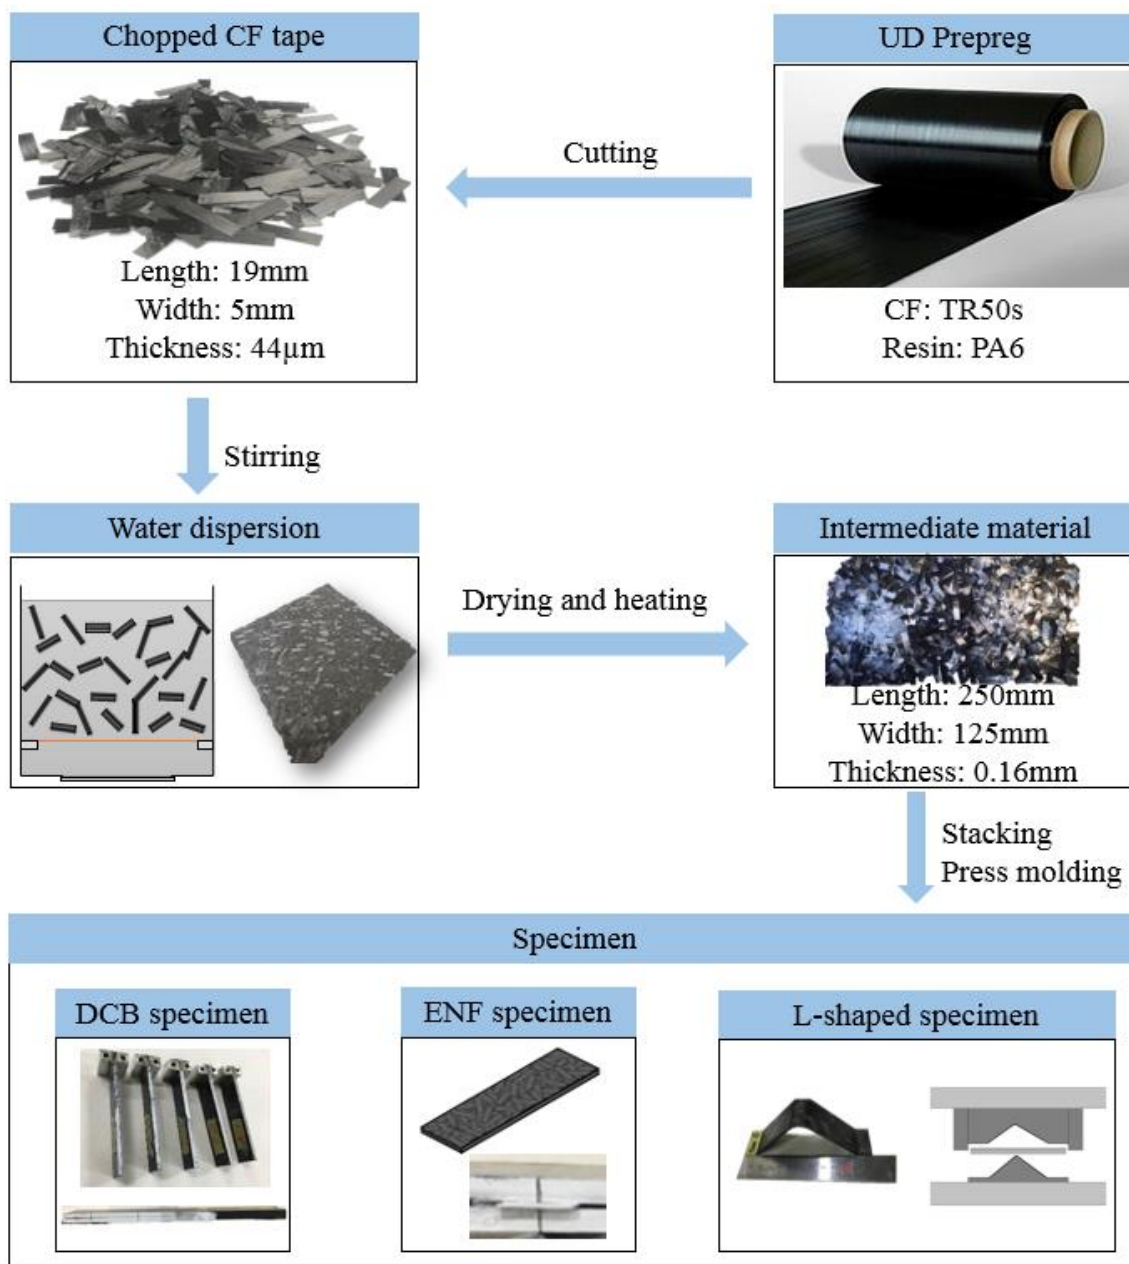 Chopped CF tape
UD Prepreg
Cutting
Length: 19mm
Width: 5mm
Thickness: 44µm
CF: TR50s
Resin: PA6
Stirring
Water dispersion
Intermediate material
Drying and heating
Length: 250mm
Width: 125mm
Thickness: 0.16mm
Stacking
Press molding
Specimen
DCB specimen
ENF specimen
L-shaped specimen